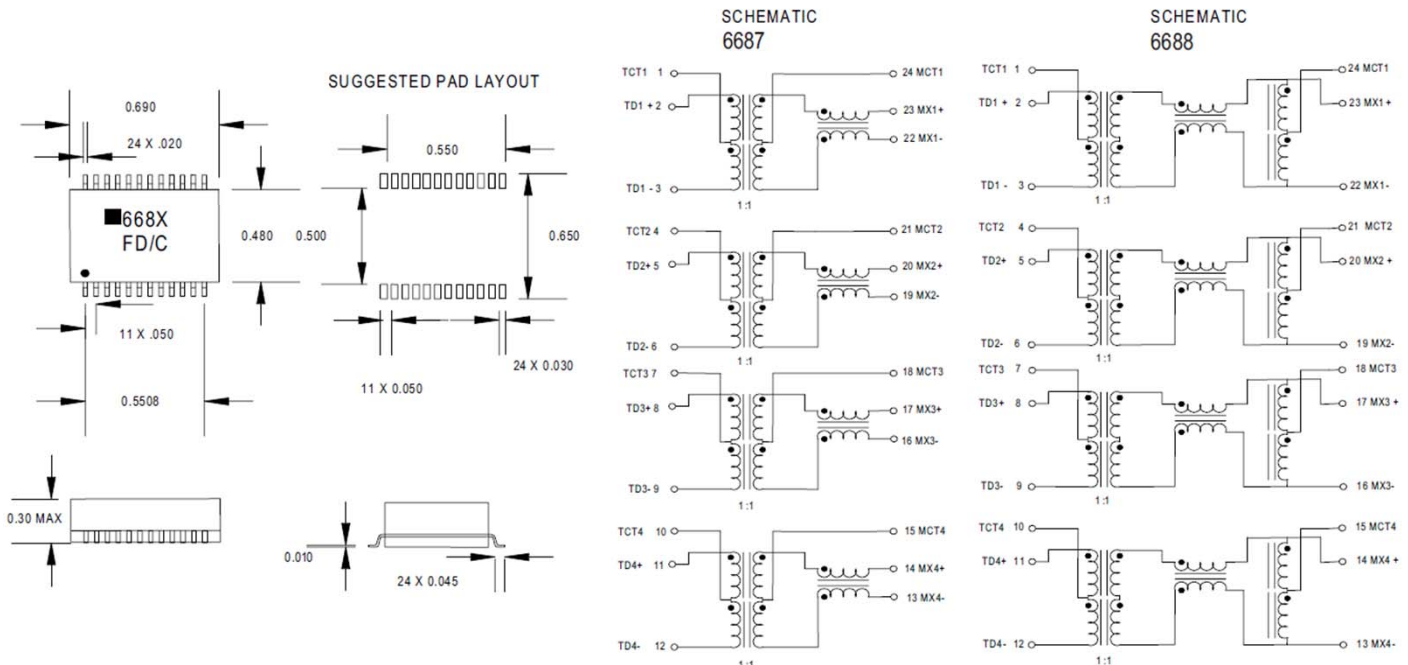 SUGGESTED PAD LAYOUT
0.690
24 X .020
668X
FD/C
0.480
11 X .050
0.5508
0.550
0.500
0.650
24 X 0.030
11 X 0.050
0.30 MAX
0.010
24 X 0.045
SCHEMATIC
6687
TCT1 1
TD1 + 2
TD1 - 3
24 MCT1
23 MX1+
22 MX1-
1:1
TCT2 4
TD2+ 5
TD2- 6
21 MCT2
20 MX2+
19 MX2-
1:1
TCT3 7
TD3+ 8
TD3- 9
18 MCT3
17 MX3+
16 MX3-
1:1
TCT4 10
TD4+ 11
TD4- 12
15 MCT4
14 MX4+
13 MX4-
1:1
SCHEMATIC
6688
TCT1 1
TD1 + 2
TD1 - 3
24 MCT1
23 MX1+
22 MX1-
1:1
TCT2 4
TD2+ 5
TD2- 6
21 MCT2
20 MX2 +
19 MX2-
1:1
TCT3 7
TD3+ 8
TD3- 9
18 MCT3
17 MX3 +
16 MX3-
1:1
TCT4 10
TD4+ 11
TD4- 12
15 MCT4
14 MX4 +
13 MX4-
1:1